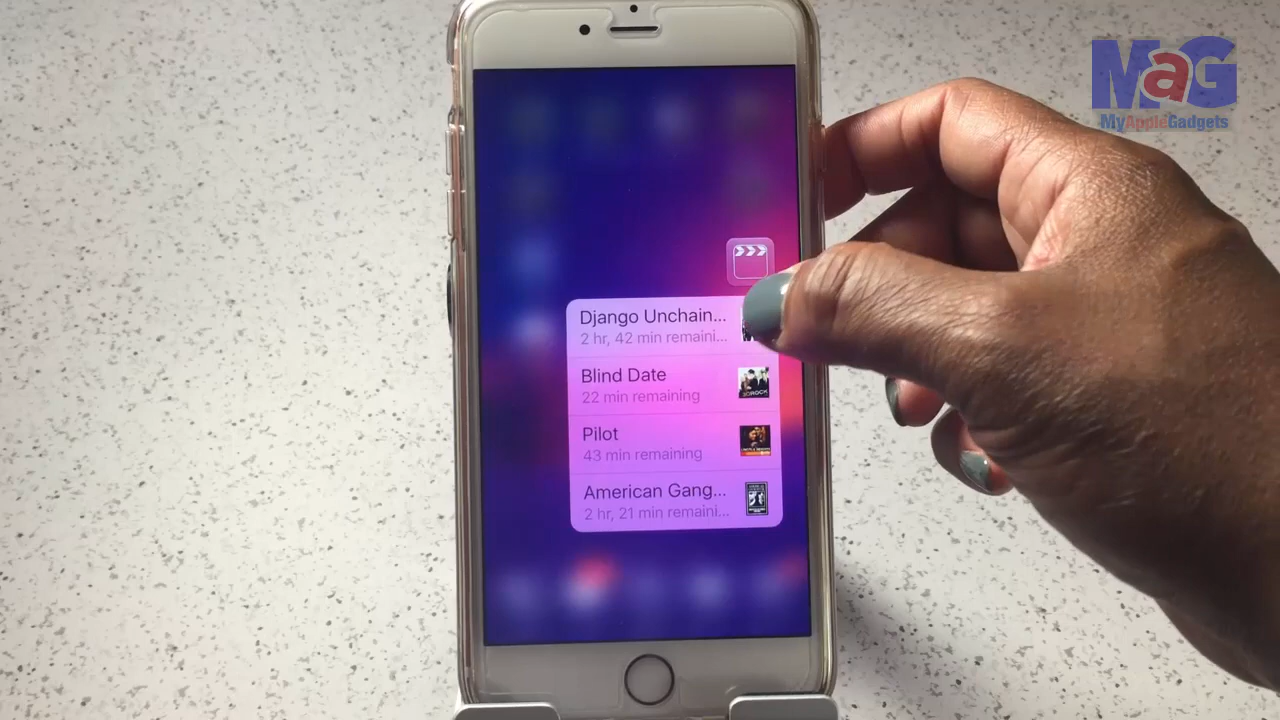 MaG
MyAppleGadgets
Django Unchain...
2 hr, 42 min remaini...
Blind Date
22 min remaining
30ROCK
Pilot
43 min remaining
American Gang...
2 hr, 21 min remaini...